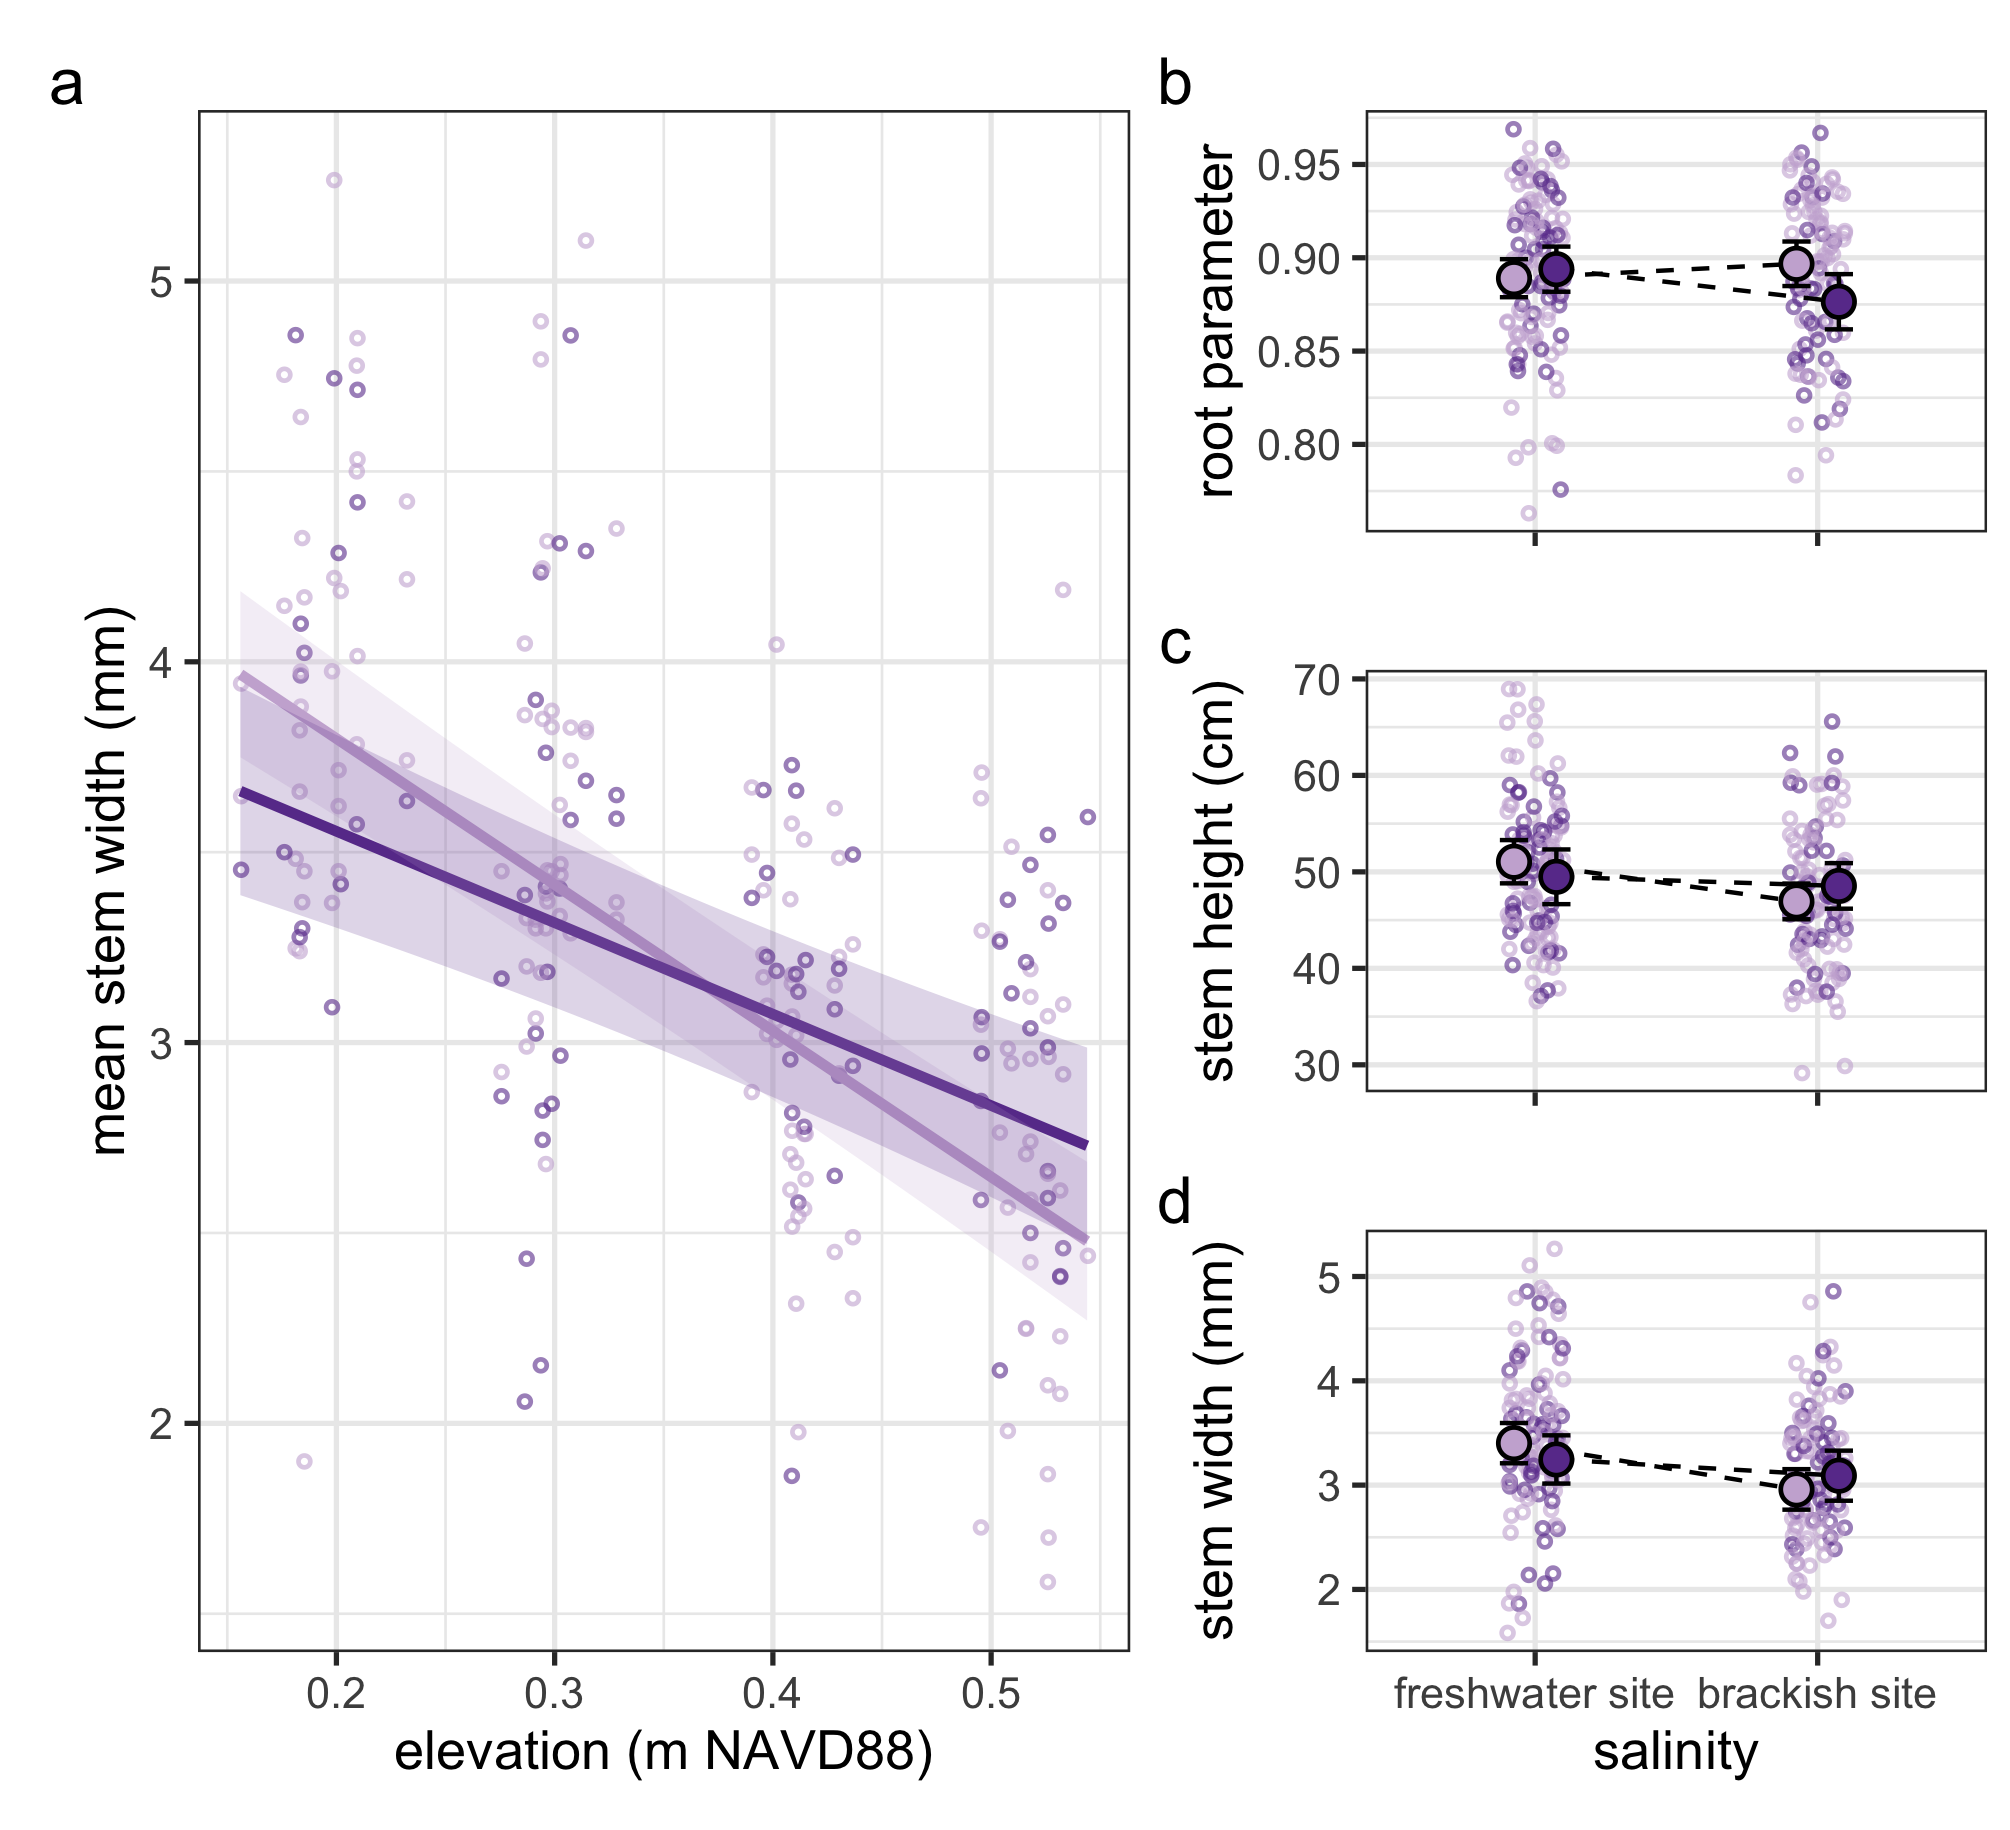 a
mean stem width (mm)
5
4
3
2
0.2 0.3 0.4 0.5
elevation (m NAVD88)
b
root parameter
0.95
0.90
0.85
0.80
c
stem height (cm)
70
60
50
40
30
d
stem width (mm)
5
4
3
2
freshwater site brackish site
salinity